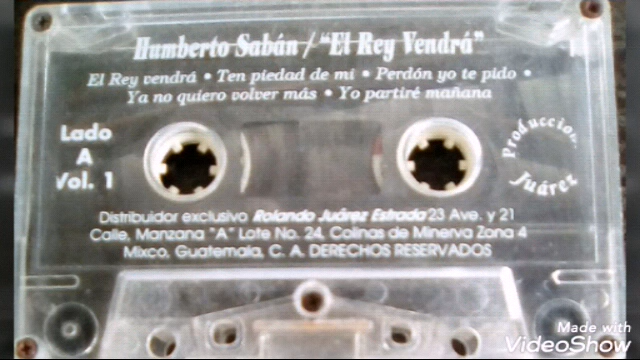 Humberto Sabán / "El Rey Vendrá"
El Rey vendrá • Ten piedad de mi • Perdón yo te pido •
Ya no quiero volver más • Yo partiré mañana
Lado
A
Vol. 1
Produccion
Juárez
Distribuidor exclusivo Rolando Juárez Estrada 23 Ave. y 21
Calle, Manzana "A" Lote No. 24, Colinas de Minerva Zona 4
Mixco, Guatemala, C. A. DERECHOS RESERVADOS
Made with
VideoShow